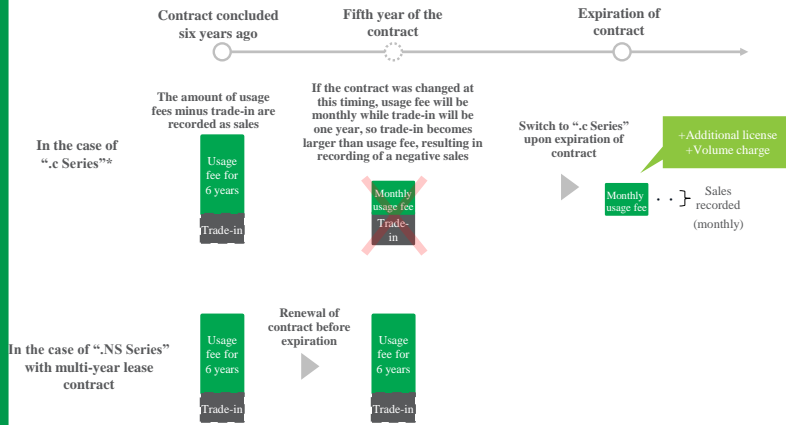 Contract concluded
six years ago
Fifth year of the
contract
Expiration of
contract
In the case of
“.c Series”*
The amount of usage
fees minus trade-in are
recorded as sales
Usage
fee for
6 years
Trade-in
If the contract was changed at
this timing, usage fee will be
monthly while trade-in will be
one year, so trade-in becomes
larger than usage fee, resulting in
recording of a negative sales
Monthly
usage fee
Trade-
in
Switch to “.c Series”
upon expiration of
contract
+Additional license
+Volume charge
Monthly
usage fee
Sales
recorded
(monthly)
In the case of “.NS Series”
with multi-year lease
contract
Usage
fee for
6 years
Trade-in
Renewal of
contract before
expiration
Usage
fee for
6 years
Trade-in